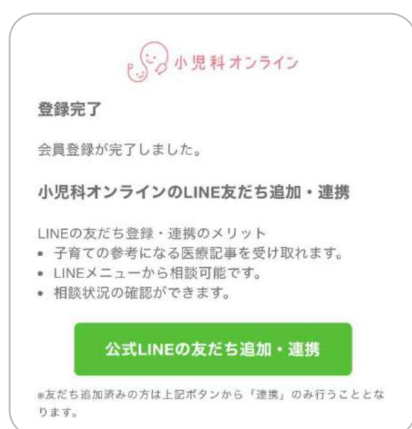 小児科オンライン
登録完了
会員登録が完了しました。
小児科オンラインのLINE友だち追加・連携
LINEの友だち登録・連携のメリット
• 子育ての参考になる医療記事を受け取れます。
• LINEメニューから相談可能です。
• 相談状況の確認ができます。
公式LINEの友だち追加・連携
※友だち追加済みの方は上記ボタンから「連携」のみ行うこととな
ります。